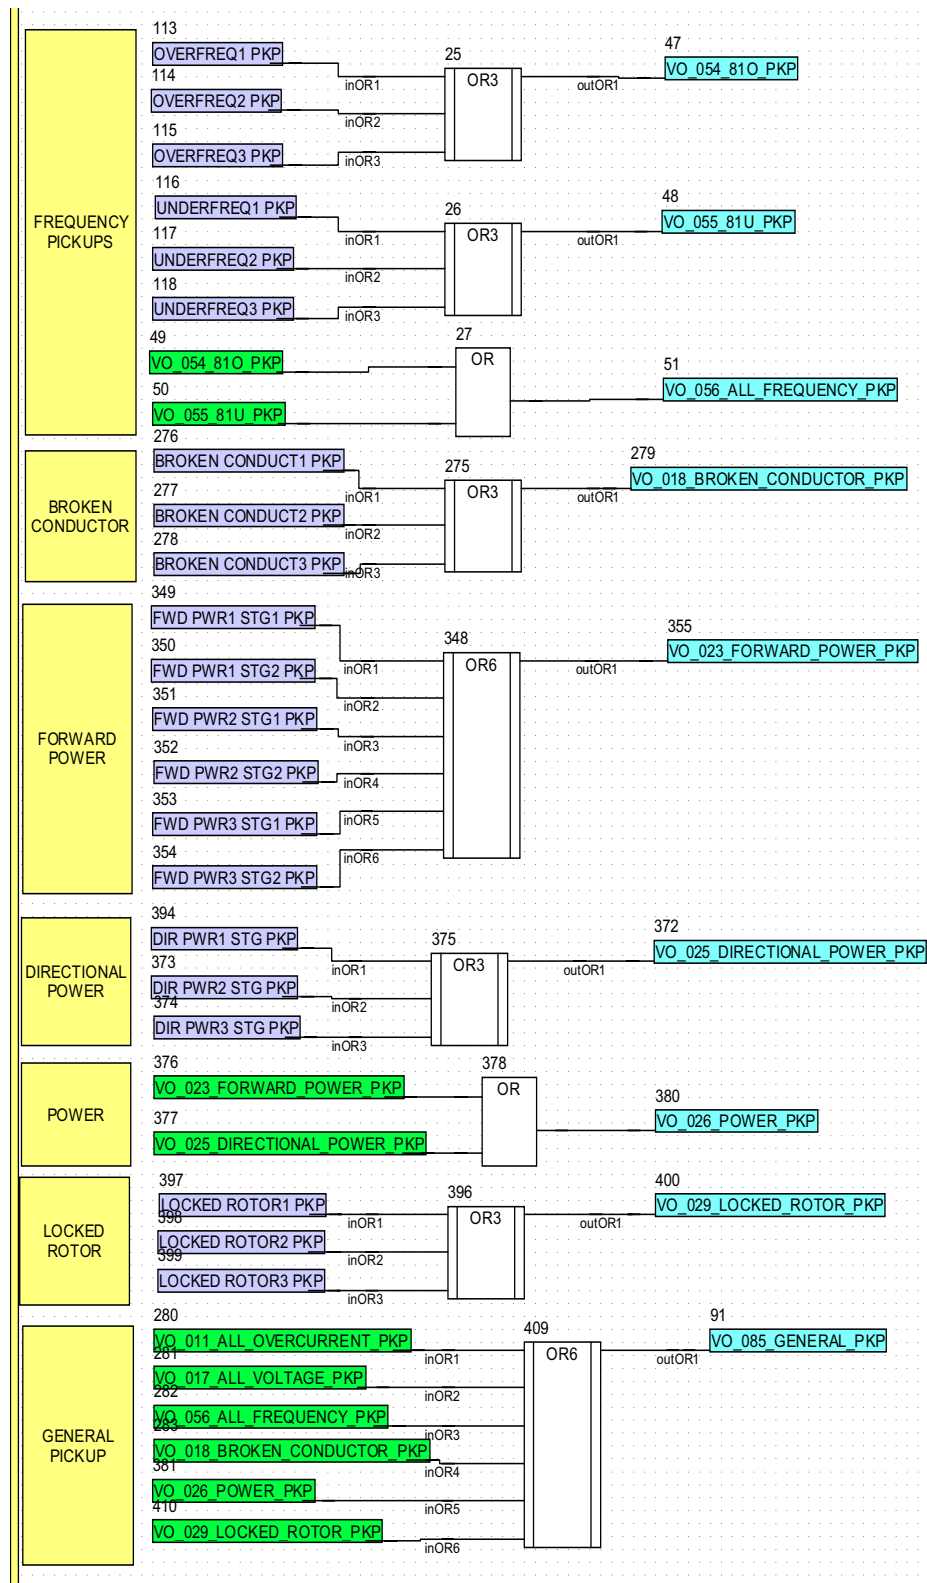 113
OVERFREQ1 PKP
114
OVERFREQ2 PKP
115
OVERFREQ3 PKP
inOR1
inOR2
inOR3
25
OR3
outOR1
47
VO_054_81O_PKP
FREQUENCY
PICKUPS
116
UNDERFREQ1 PKP
117
UNDERFREQ2 PKP
118
UNDERFREQ3 PKP
inOR1
inOR2
inOR3
26
OR3
outOR1
48
VO_055_81U_PKP
49
VO_054_81O_PKP
50
VO_055_81U_PKP
27
OR
51
VO_056_ALL_FREQUENCY_PKP
BROKEN
CONDUCTOR
276
BROKEN CONDUCT1 PKP
277
BROKEN CONDUCT2 PKP
278
BROKEN CONDUCT3 PKP
inOR1
inOR2
inOR3
275
OR3
outOR1
279
VO_018_BROKEN_CONDUCTOR_PKP
FORWARD
POWER
349
FWD PWR1 STG1 PKP
350
FWD PWR1 STG2 PKP
351
FWD PWR2 STG1 PKP
352
FWD PWR2 STG2 PKP
353
FWD PWR3 STG1 PKP
354
FWD PWR3 STG2 PKP
inOR1
inOR2
inOR3
inOR4
inOR5
inOR6
348
OR6
outOR1
355
VO_023_FORWARD_POWER_PKP
DIRECTIONAL
POWER
394
DIR PWR1 STG PKP
373
DIR PWR2 STG PKP
374
DIR PWR3 STG PKP
inOR1
inOR2
inOR3
375
OR3
outOR1
372
VO_025_DIRECTIONAL_POWER_PKP
POWER
376
VO_023_FORWARD_POWER_PKP
377
VO_025_DIRECTIONAL_POWER_PKP
378
OR
380
VO_026_POWER_PKP
LOCKED
ROTOR
397
LOCKED ROTOR1 PKP
398
LOCKED ROTOR2 PKP
399
LOCKED ROTOR3 PKP
inOR1
inOR2
inOR3
396
OR3
outOR1
400
VO_029_LOCKED_ROTOR_PKP
GENERAL
PICKUP
280
VO_011_ALL_OVERCURRENT_PKP
281
VO_017_ALL_VOLTAGE_PKP
282
VO_056_ALL_FREQUENCY_PKP
283
VO_018_BROKEN_CONDUCTOR_PKP
381
VO_026_POWER_PKP
410
VO_029_LOCKED_ROTOR_PKP
inOR1
inOR2
inOR3
inOR4
inOR5
inOR6
409
OR6
outOR1
91
VO_085_GENERAL_PKP